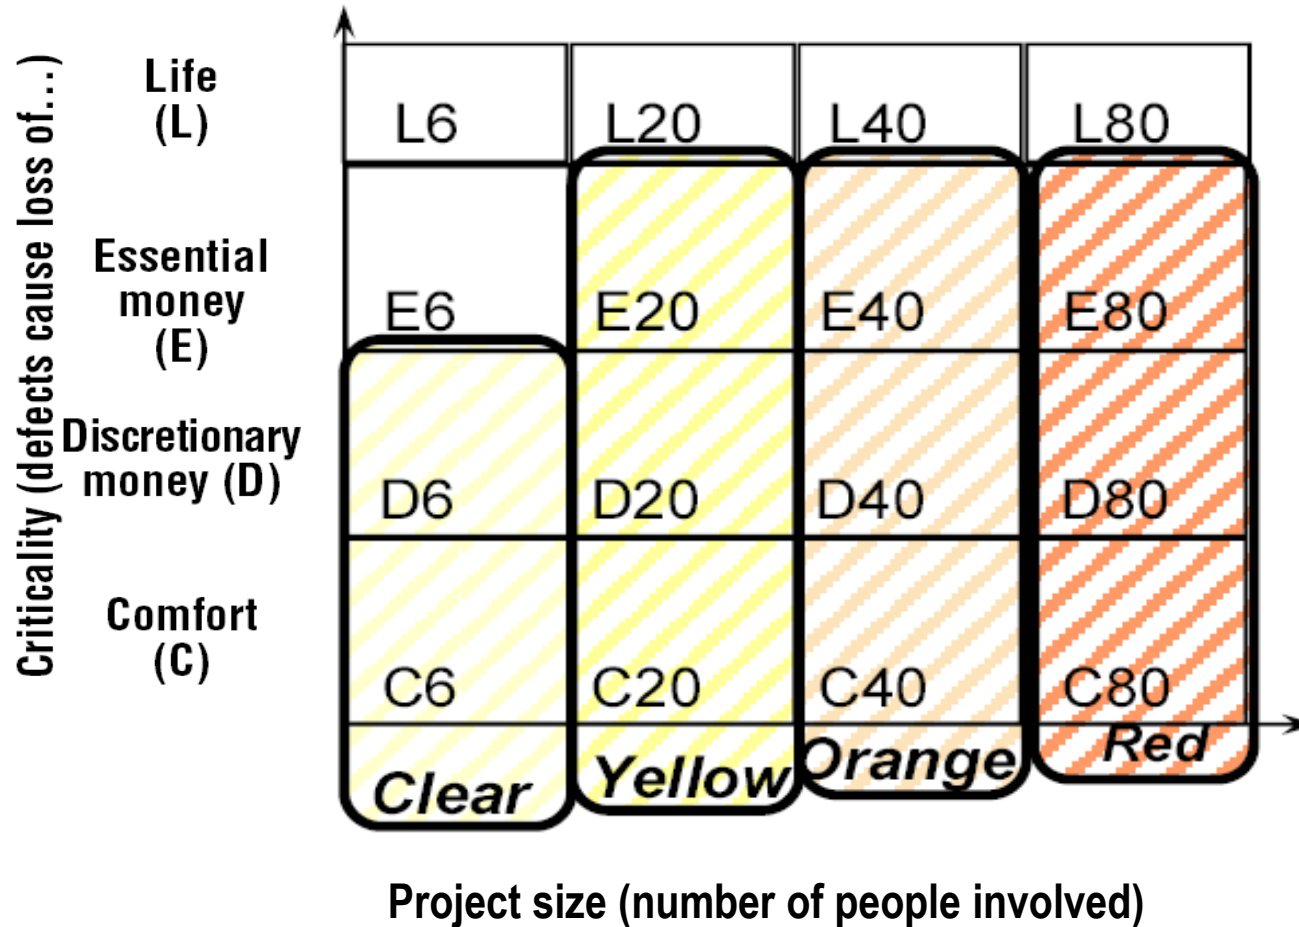 Criticality (defects cause loss of...)
Life
(L)
L6 L20 L40 L80
Essential
money
(E)
E6 E20 E40 E80
Discretionary
money (D)
D6 D20 D40 D80
Comfort
(C)
C6 C20 C40 C80
Clear Yellow Orange Red
Project size (number of people involved)